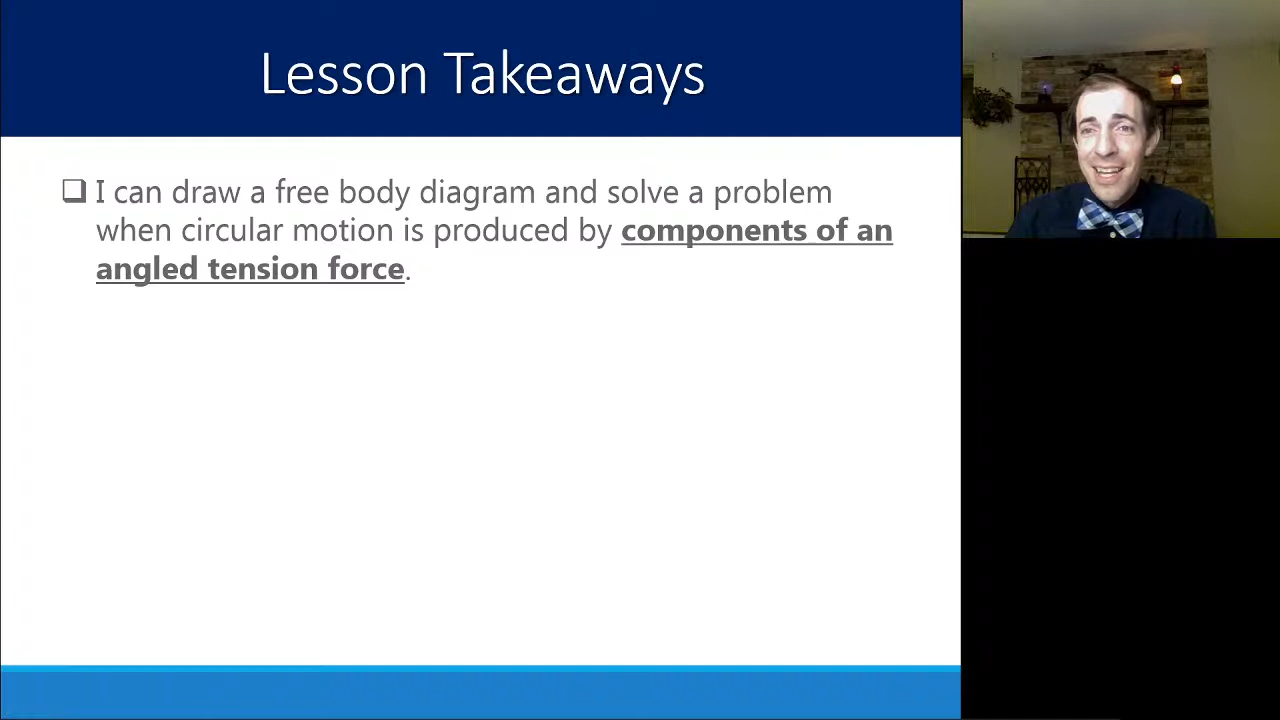 Lesson Takeaways
I can draw a free body diagram and solve a problem
when circular motion is produced by components of an
angled tension force.